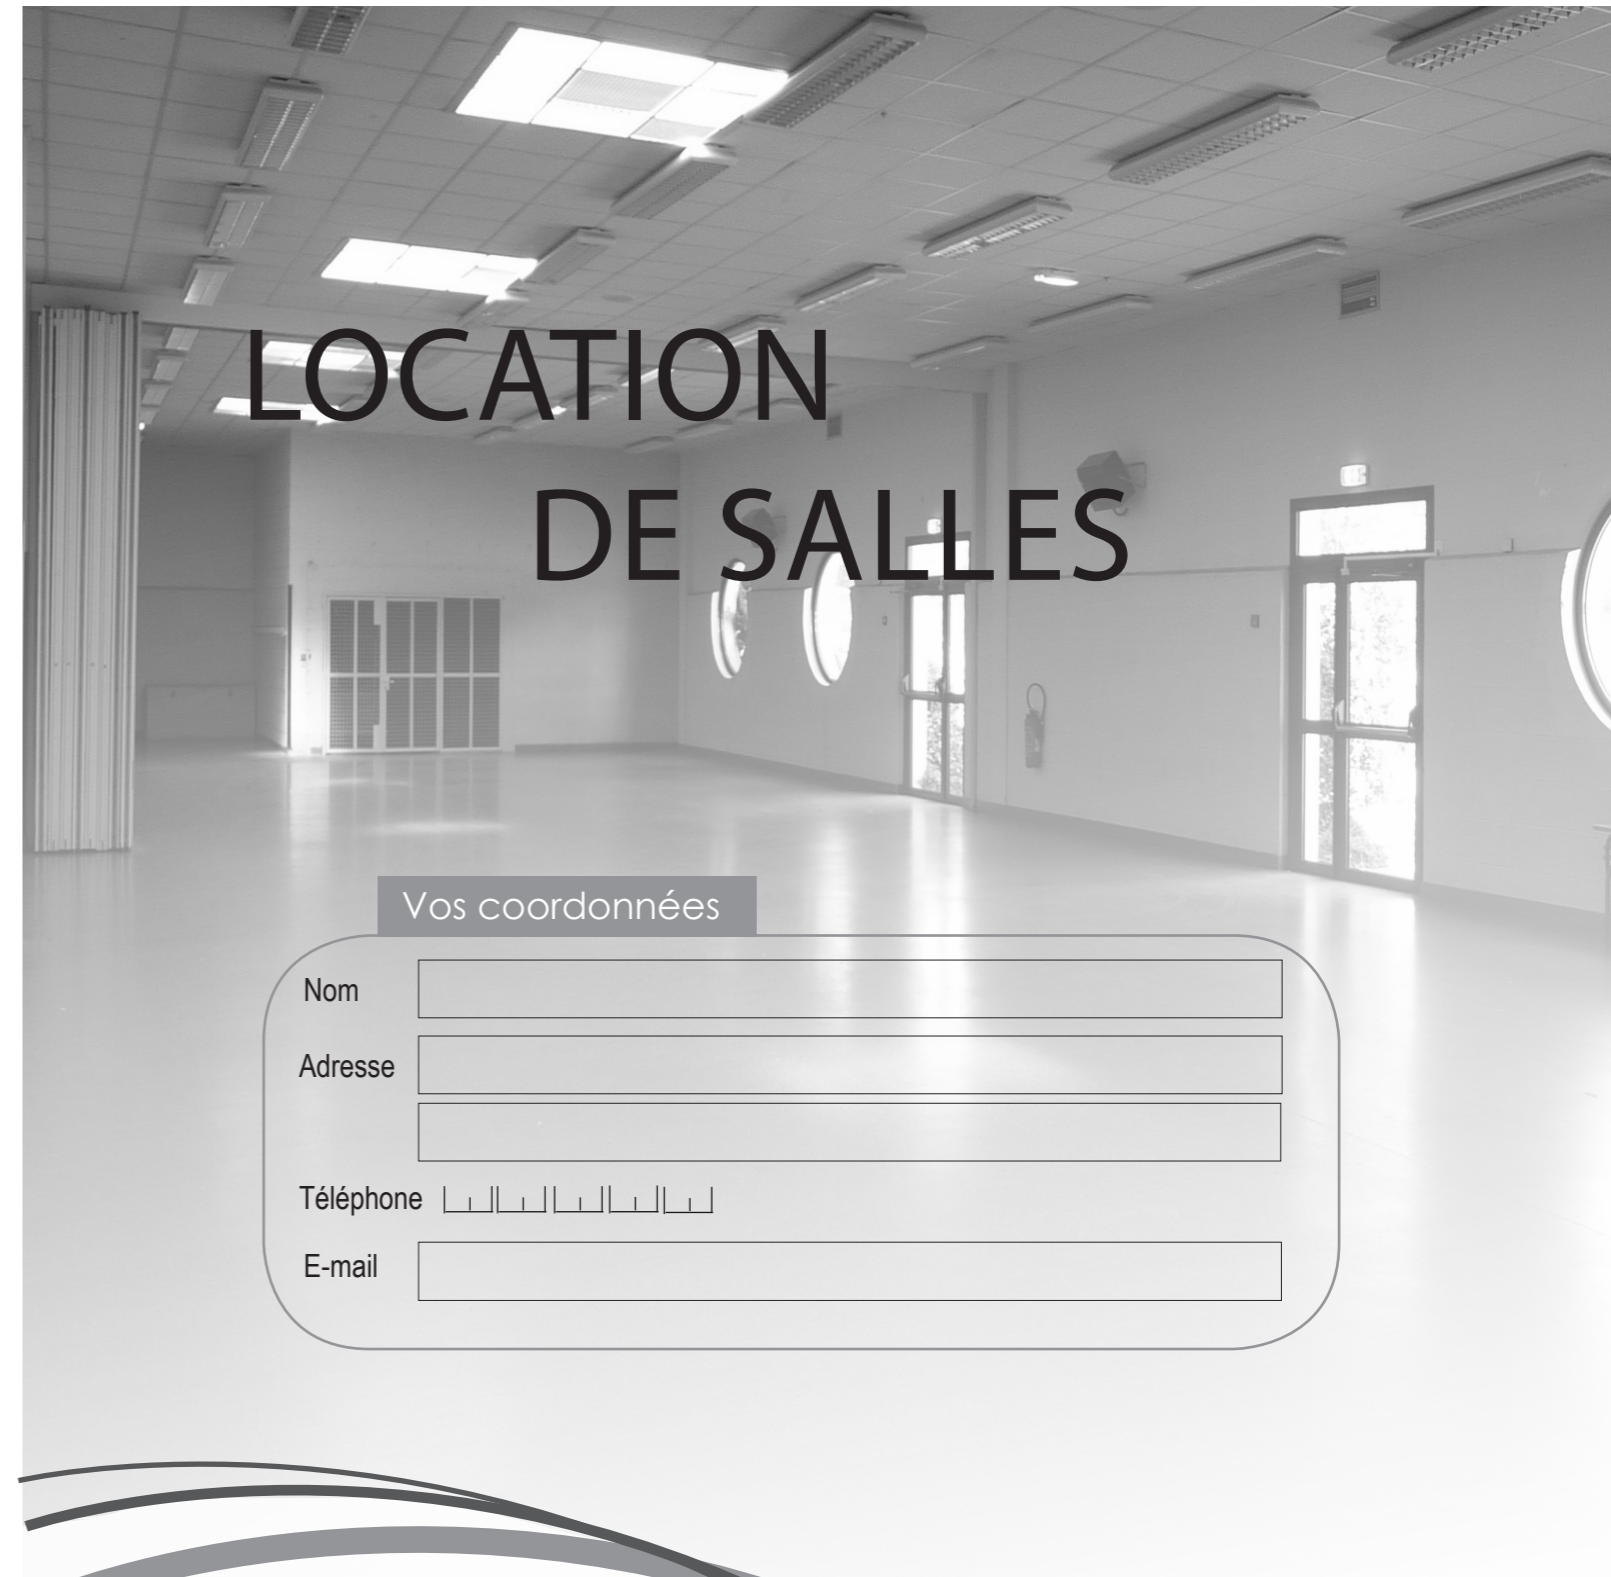 LOCATION
DE SALLES
Vos coordonnées
Nom
Adresse
Téléphone
E-mail